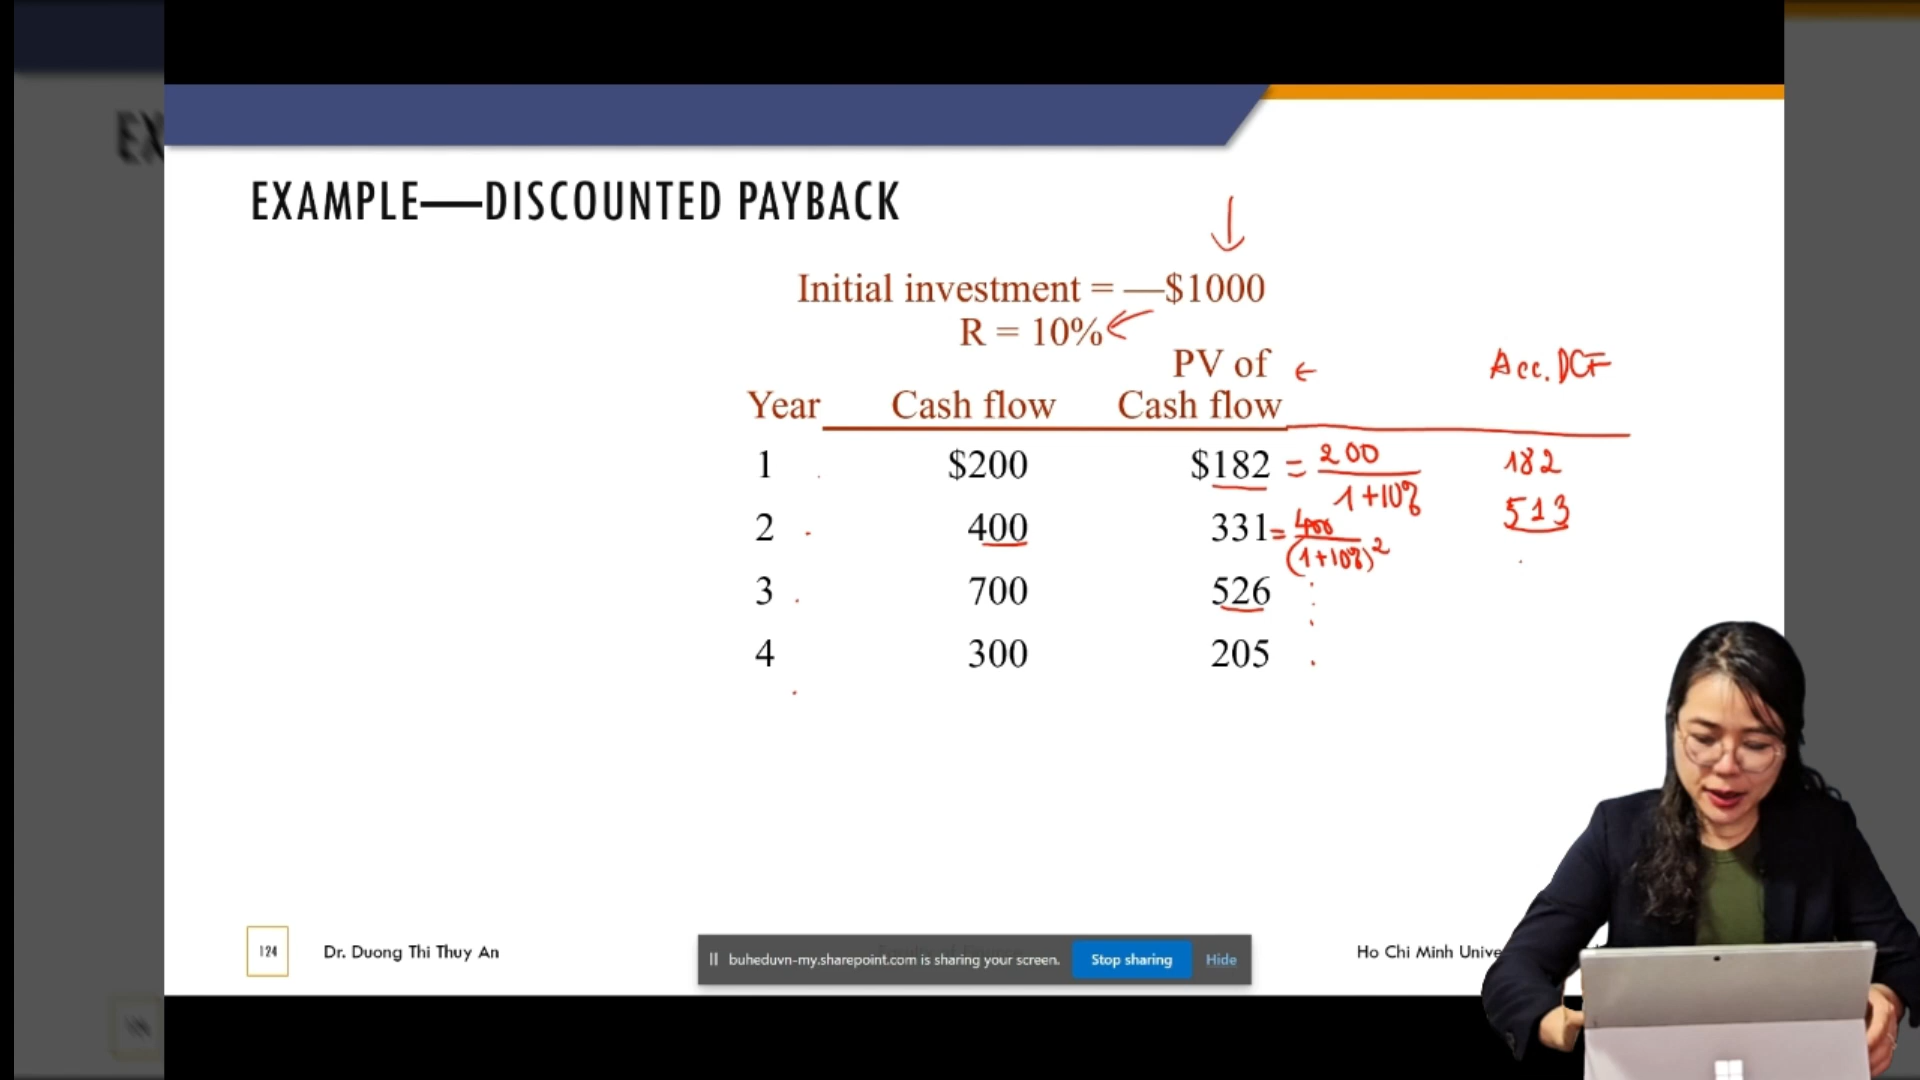 EXAMPLE—DISCOUNTED PAYBACK
Initial investment = —$1000
R = 10%
PV of
Acc. DCF
Year Cash flow Cash flow
1 $200 $182 = 200 / 1+10% 182
2 400 331 = 400 / (1+10%)² 513
3 700 526
4 300 205
124 Dr. Duong Thi Thuy An
buheduvn-my.sharepoint.com is sharing your screen. Stop sharing Hide
Ho Chi Minh